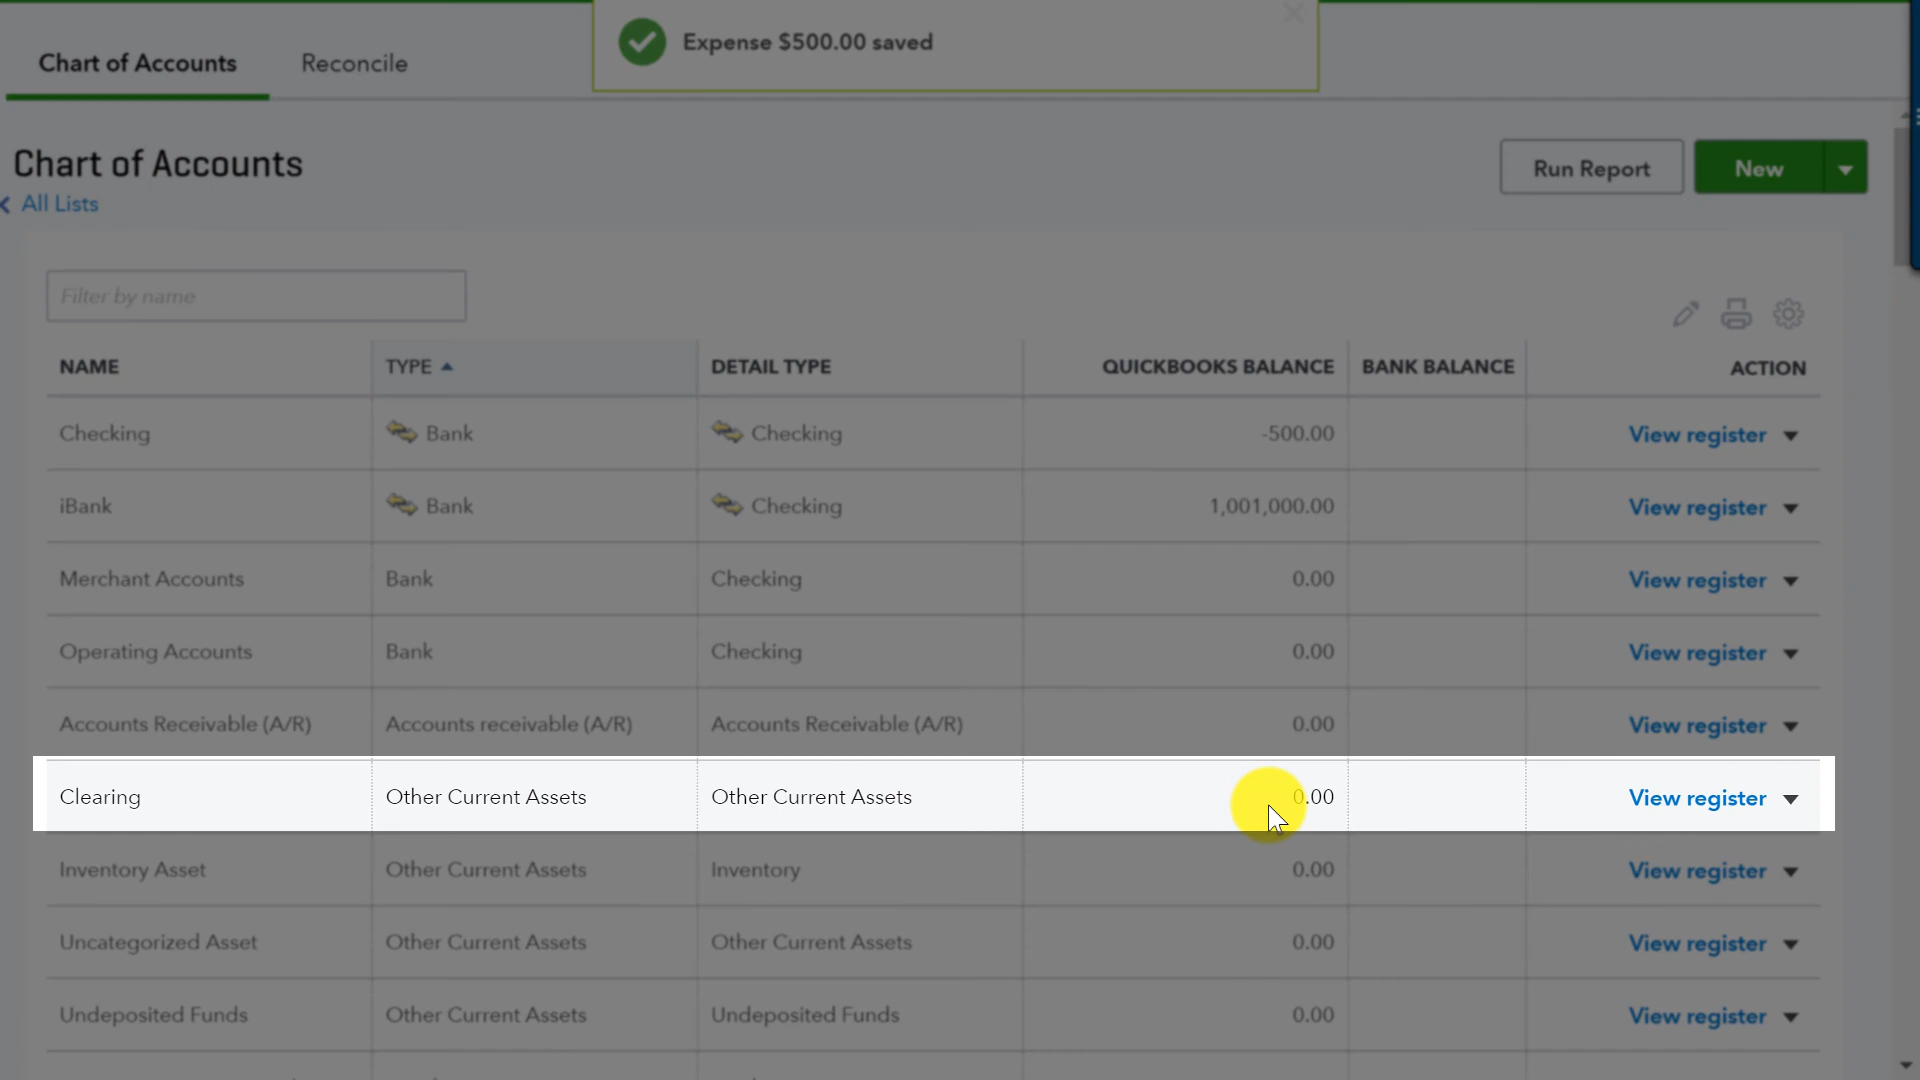 Expense $500.00 saved
Chart of Accounts Reconcile
Chart of Accounts
Run Report New
All Lists
Filter by name
NAME TYPE DETAIL TYPE QUICKBOOKS BALANCE BANK BALANCE ACTION
Checking Bank Checking -500.00 View register
iBank Bank Checking 1,001,000.00 View register
Merchant Accounts Bank Checking 0.00 View register
Operating Accounts Bank Checking 0.00 View register
Accounts Receivable (A/R) Accounts receivable (A/R) Accounts Receivable (A/R) 0.00 View register
Clearing Other Current Assets Other Current Assets 0.00 View register
Inventory Asset Other Current Assets Inventory 0.00 View register
Uncategorized Asset Other Current Assets Other Current Assets 0.00 View register
Undeposited Funds Other Current Assets Undeposited Funds 0.00 View register